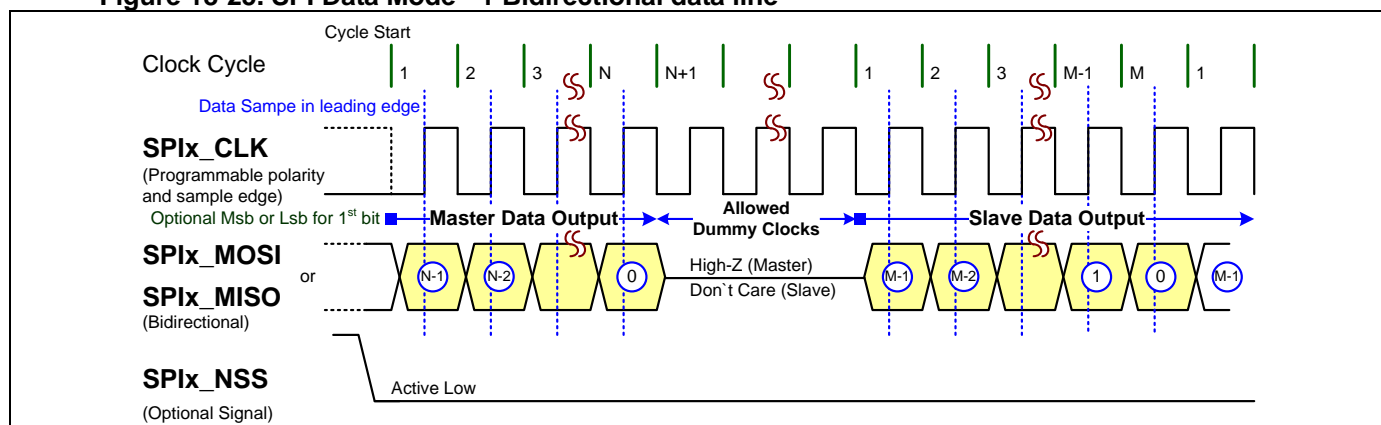 Figure SPI Data Mode 1 Bidirectional data line
Cycle Start
Clock Cycle
1 2 3 N N+1 1 2 3 M-1 M 1
Data Sampe in leading edge
SPIx_CLK
(Programmable polarity
and sample edge)
Optional Msb or Lsb for 1st bit
Master Data Output
Allowed
Dummy Clocks
Slave Data Output
SPIx_MOSI
or
SPIx_MISO
(Bidirectional)
N-1 N-2 0
High-Z (Master)
Don`t Care (Slave)
M-1 M-2 1 0 M-1
SPIx_NSS
(Optional Signal)
Active Low